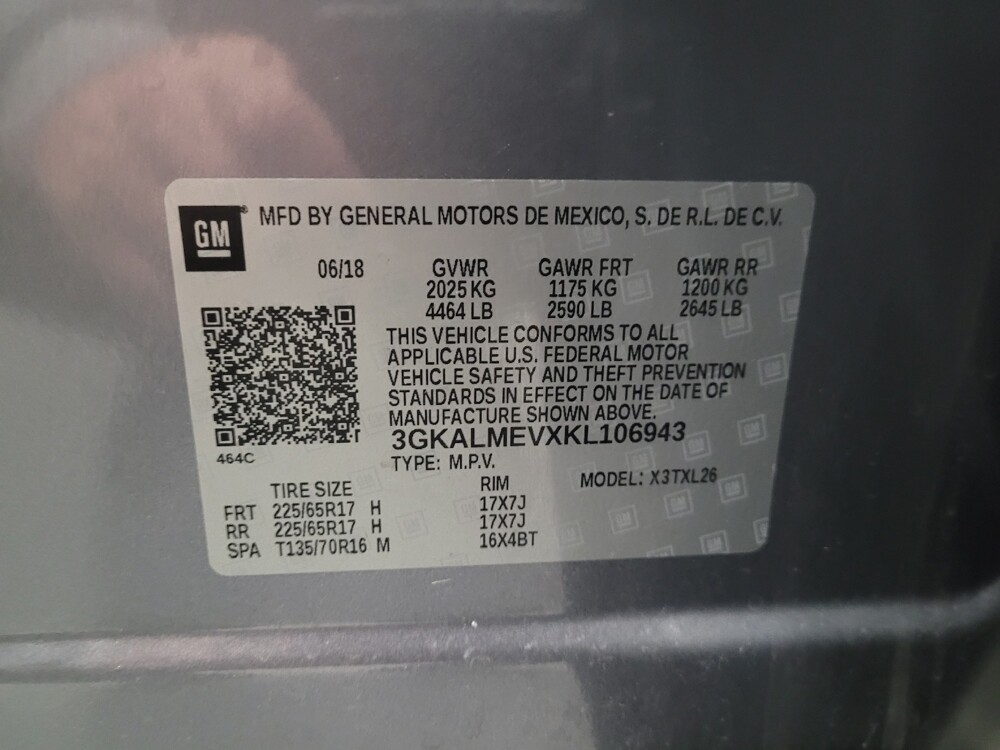 GM
MFD BY GENERAL MOTORS DE MEXICO, S. DE R.L. DE C.V.
06/18 GVWR GAWR FRT GAWR RR
2025 KG 1175 KG 1200 KG
4464 LB 2590 LB 2645 LB
THIS VEHICLE CONFORMS TO ALL
APPLICABLE U.S. FEDERAL MOTOR
VEHICLE SAFETY AND THEFT PREVENTION
STANDARDS IN EFFECT ON THE DATE OF
MANUFACTURE SHOWN ABOVE.
3GKALMEVXKL106943
464C
TYPE: M.P.V. MODEL: X3TXL26
TIRE SIZE RIM
FRT 225/65R17 H 17X7J
RR 225/65R17 H 17X7J
SPA T135/70R16 M 16X4BT